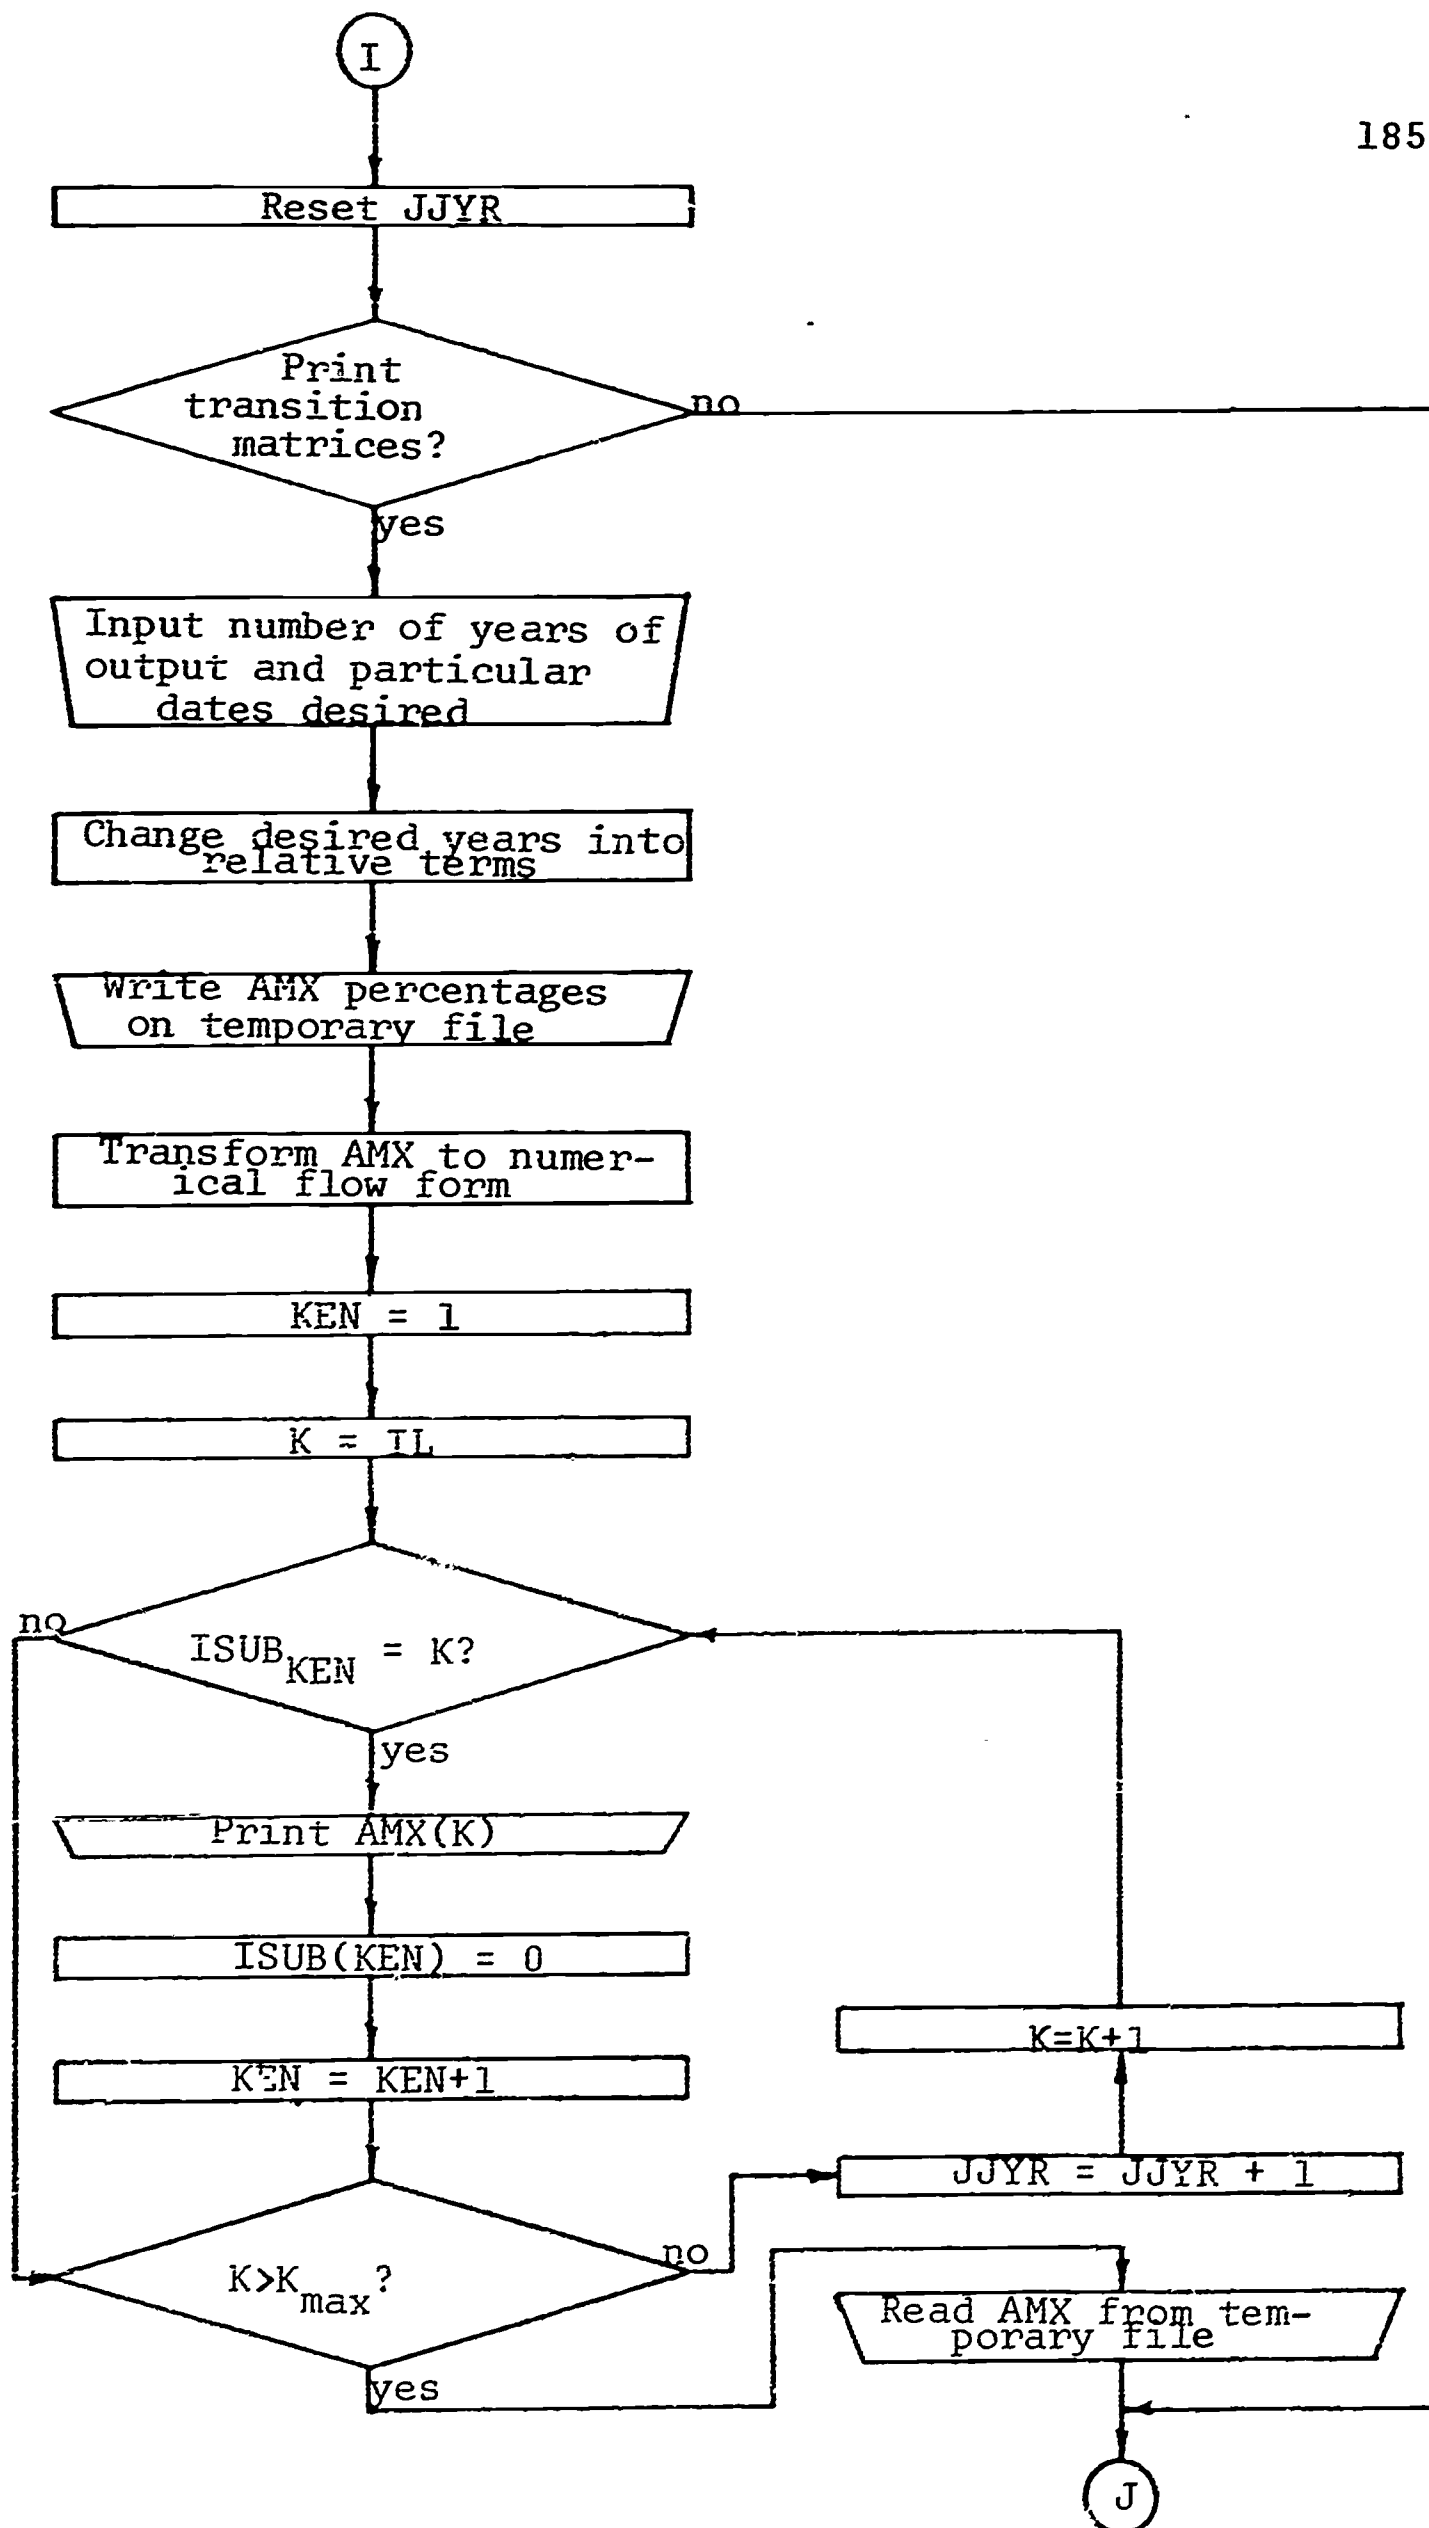 I
185
Reset JJYR
Print
transition
matrices?
no
yes
Input number of years of
output and particular
dates desired
Change desired years into
relative terms
Write AMX percentages
on temporary file
Transform AMX to numer-
ical flow form
KEN = 1
K = IL
no
ISUB_KEN = K?
yes
Print AMX(K)
ISUB(KEN) = 0
KEN = KEN+1
K=K+1
JJYR = JJYR + 1
no
K>K_max?
yes
Read AMX from tem-
porary file
J